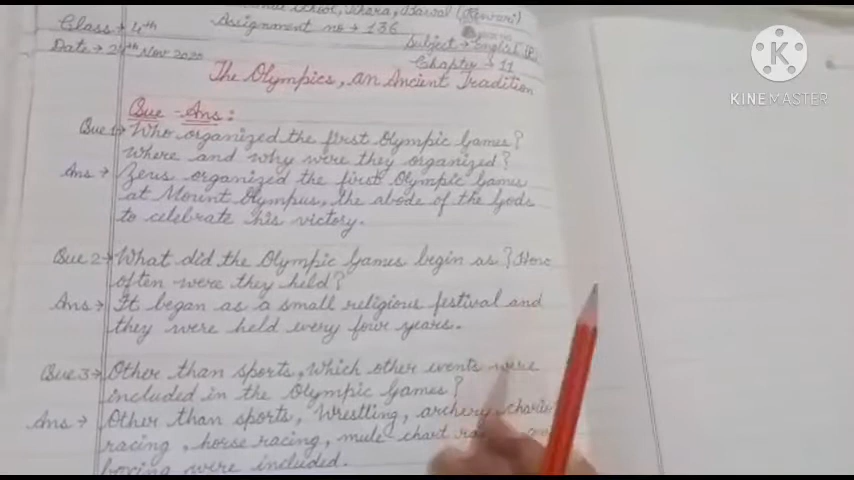 School, Khara, Bawal (Rewari)
Class → 4th
Assignment no → 136
Date → 24th Nov 2020
Subject → English (P)
Chapter → 11
The Olympics, an Ancient Tradition
Que - Ans :
Que 1 → Who organized the first Olympic Games?
Where and why were they organized?
Ans → Zeus organized the first Olympic Games
at Mount Olympus, the abode of the Gods
to celebrate his victory.
Que 2 → What did the Olympic Games begin as? How
often were they held?
Ans → It began as a small religious festival and
they were held every four years.
Que 3 → Other than sports, which other events were
included in the Olympic Games?
Ans → Other than sports, Wrestling, archery,
racing, horse racing, mule-chart
boxing were included.
KINEMASTER